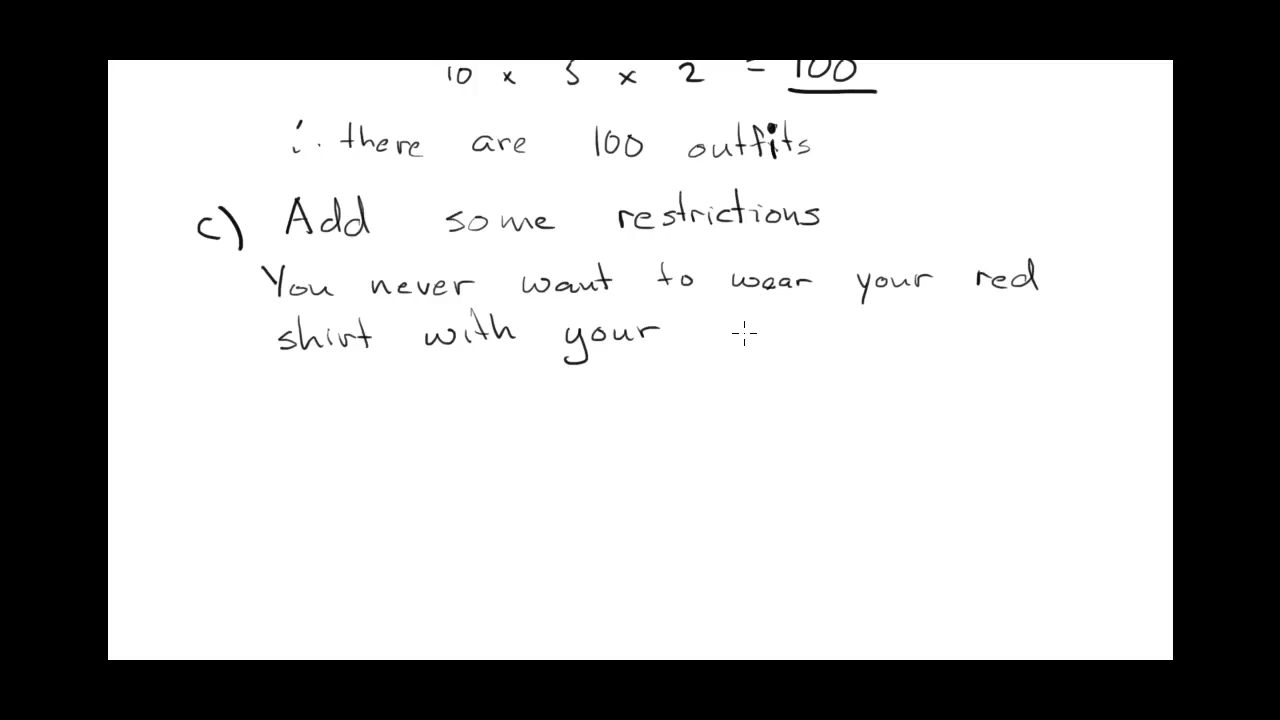 10 x 5 x 2 = 100
∴ there are 100 outfits
c) Add some restrictions
You never want to wear your red
shirt with your